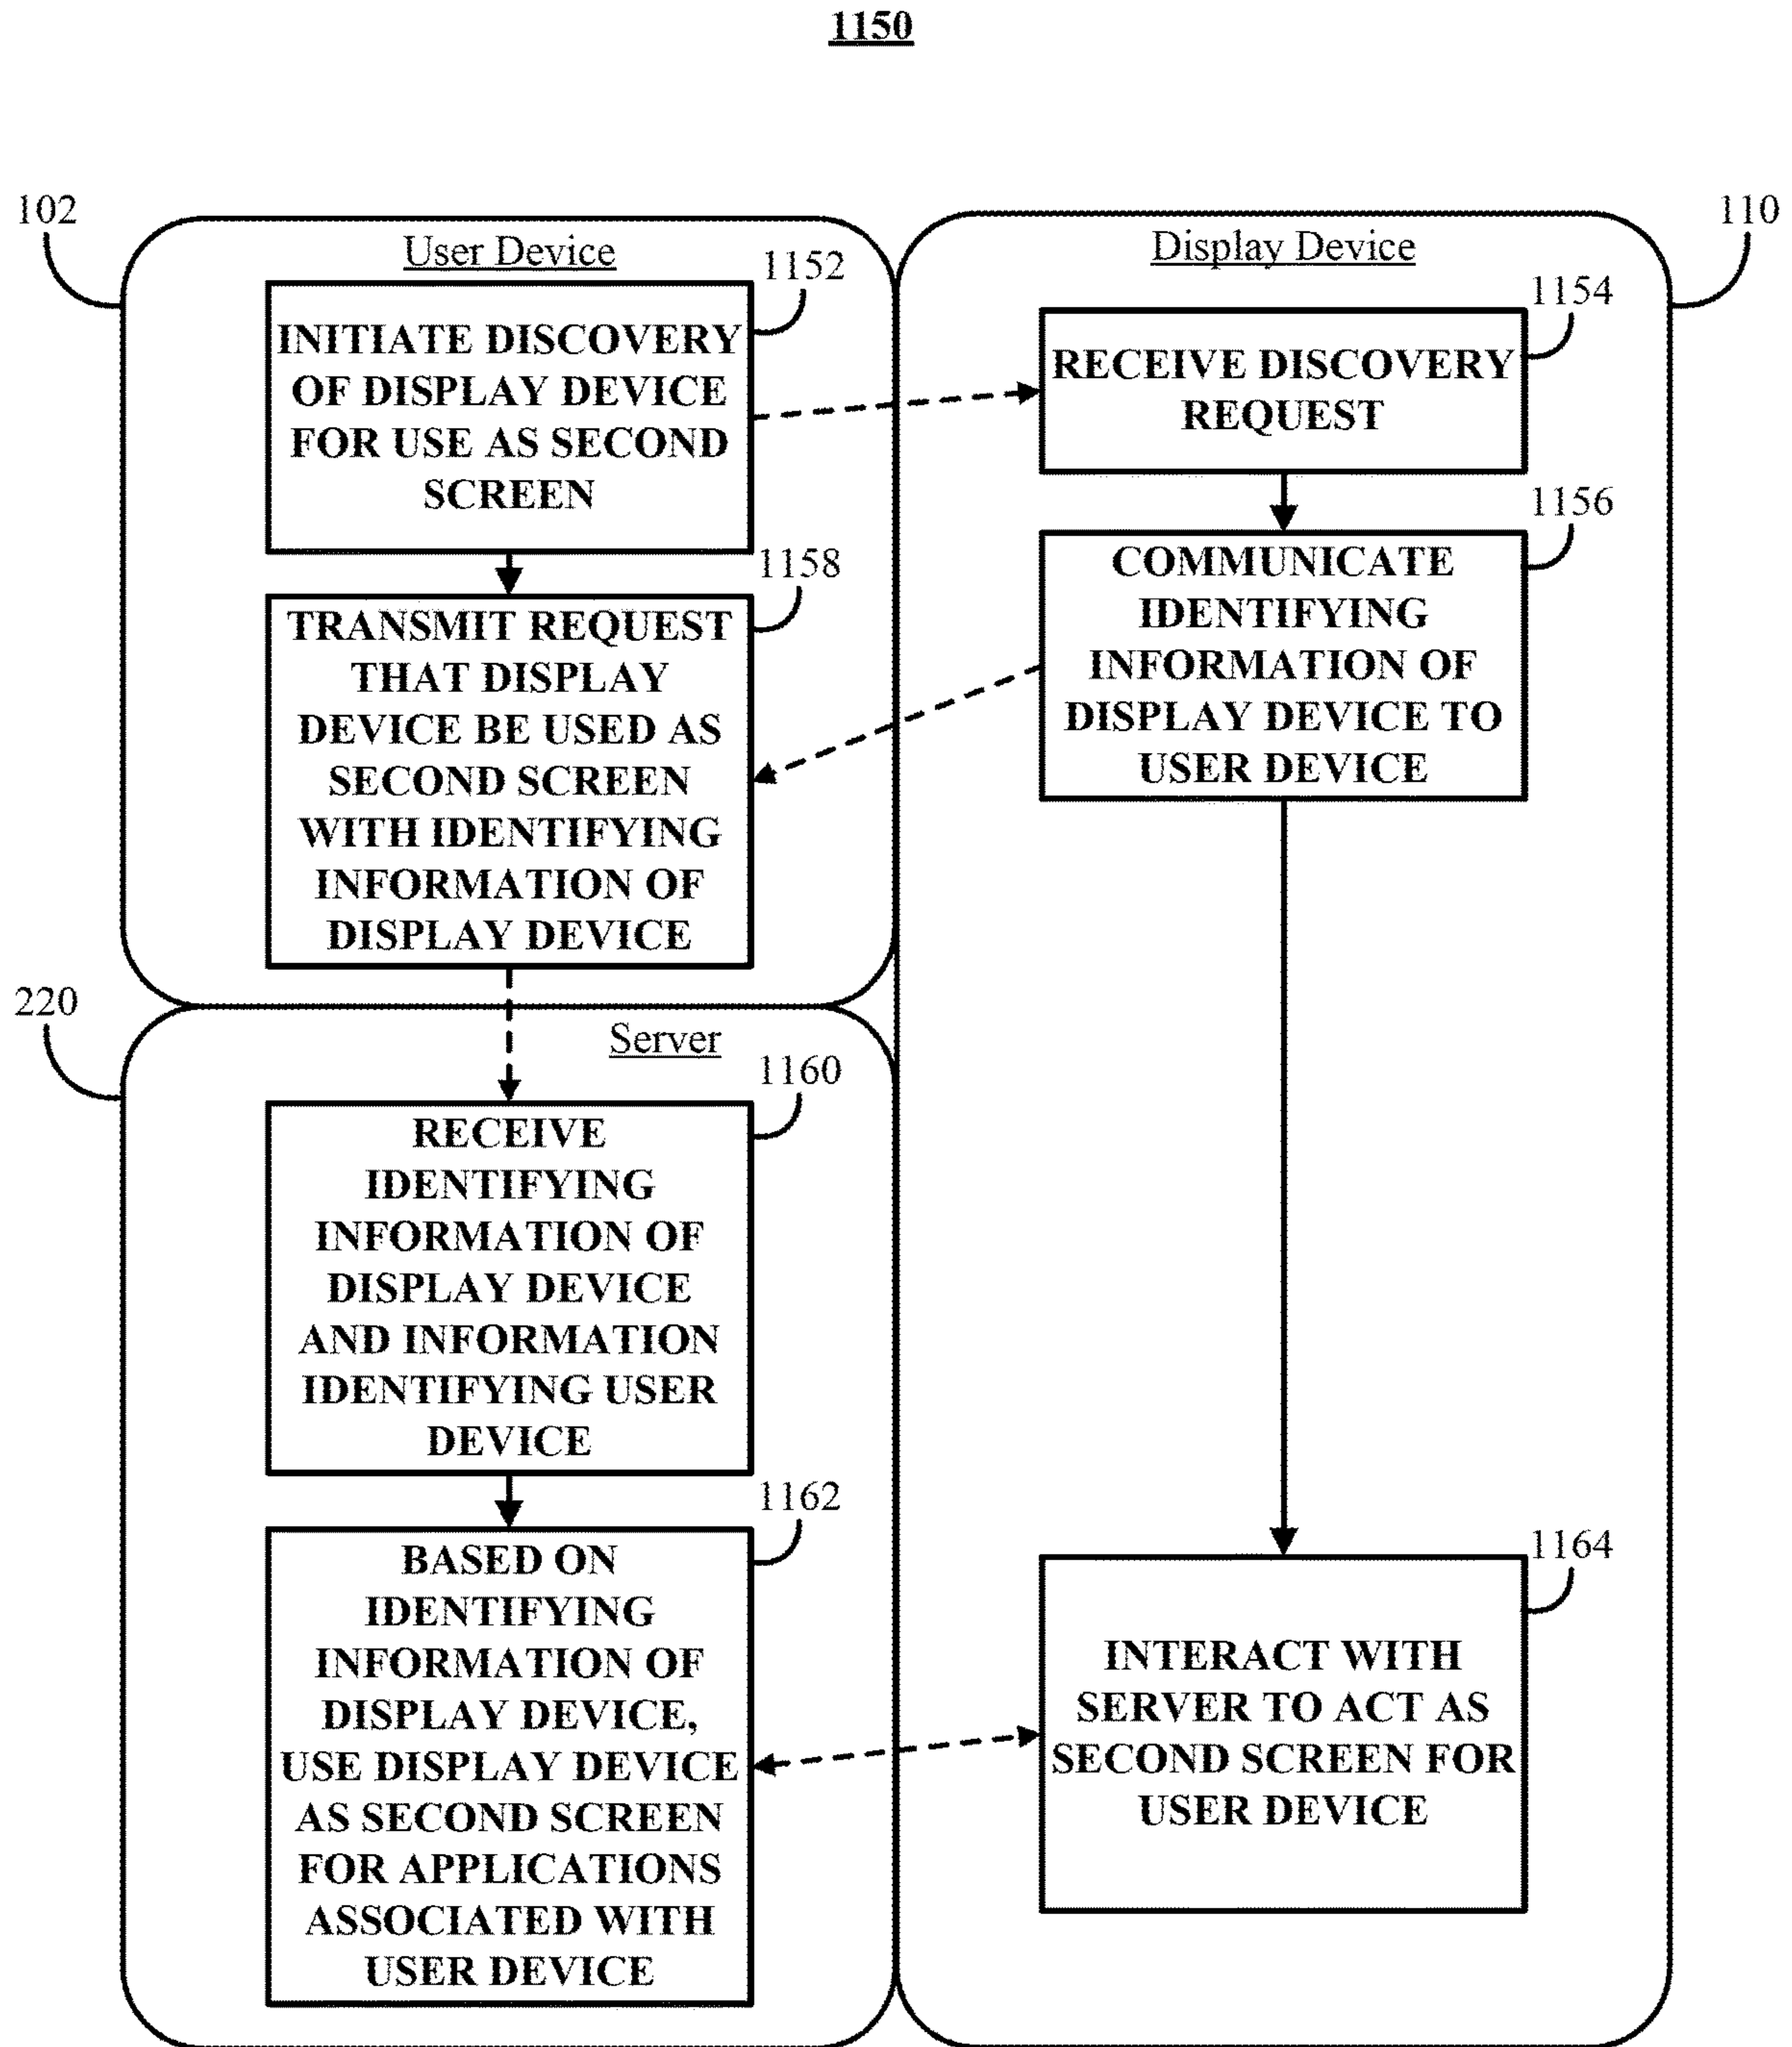 1150
102
110
User Device
Display Device
1152
INITIATE DISCOVERY
OF DISPLAY DEVICE
FOR USE AS SECOND
SCREEN
1154
RECEIVE DISCOVERY
REQUEST
1156
COMMUNICATE
IDENTIFYING
INFORMATION OF
DISPLAY DEVICE TO
USER DEVICE
1158
TRANSMIT REQUEST
THAT DISPLAY
DEVICE BE USED AS
SECOND SCREEN
WITH IDENTIFYING
INFORMATION OF
DISPLAY DEVICE
220
Server
1160
RECEIVE
IDENTIFYING
INFORMATION OF
DISPLAY DEVICE
AND INFORMATION
IDENTIFYING USER
DEVICE
1162
BASED ON
IDENTIFYING
INFORMATION OF
DISPLAY DEVICE,
USE DISPLAY DEVICE
AS SECOND SCREEN
FOR APPLICATIONS
ASSOCIATED WITH
USER DEVICE
1164
INTERACT WITH
SERVER TO ACT AS
SECOND SCREEN FOR
USER DEVICE